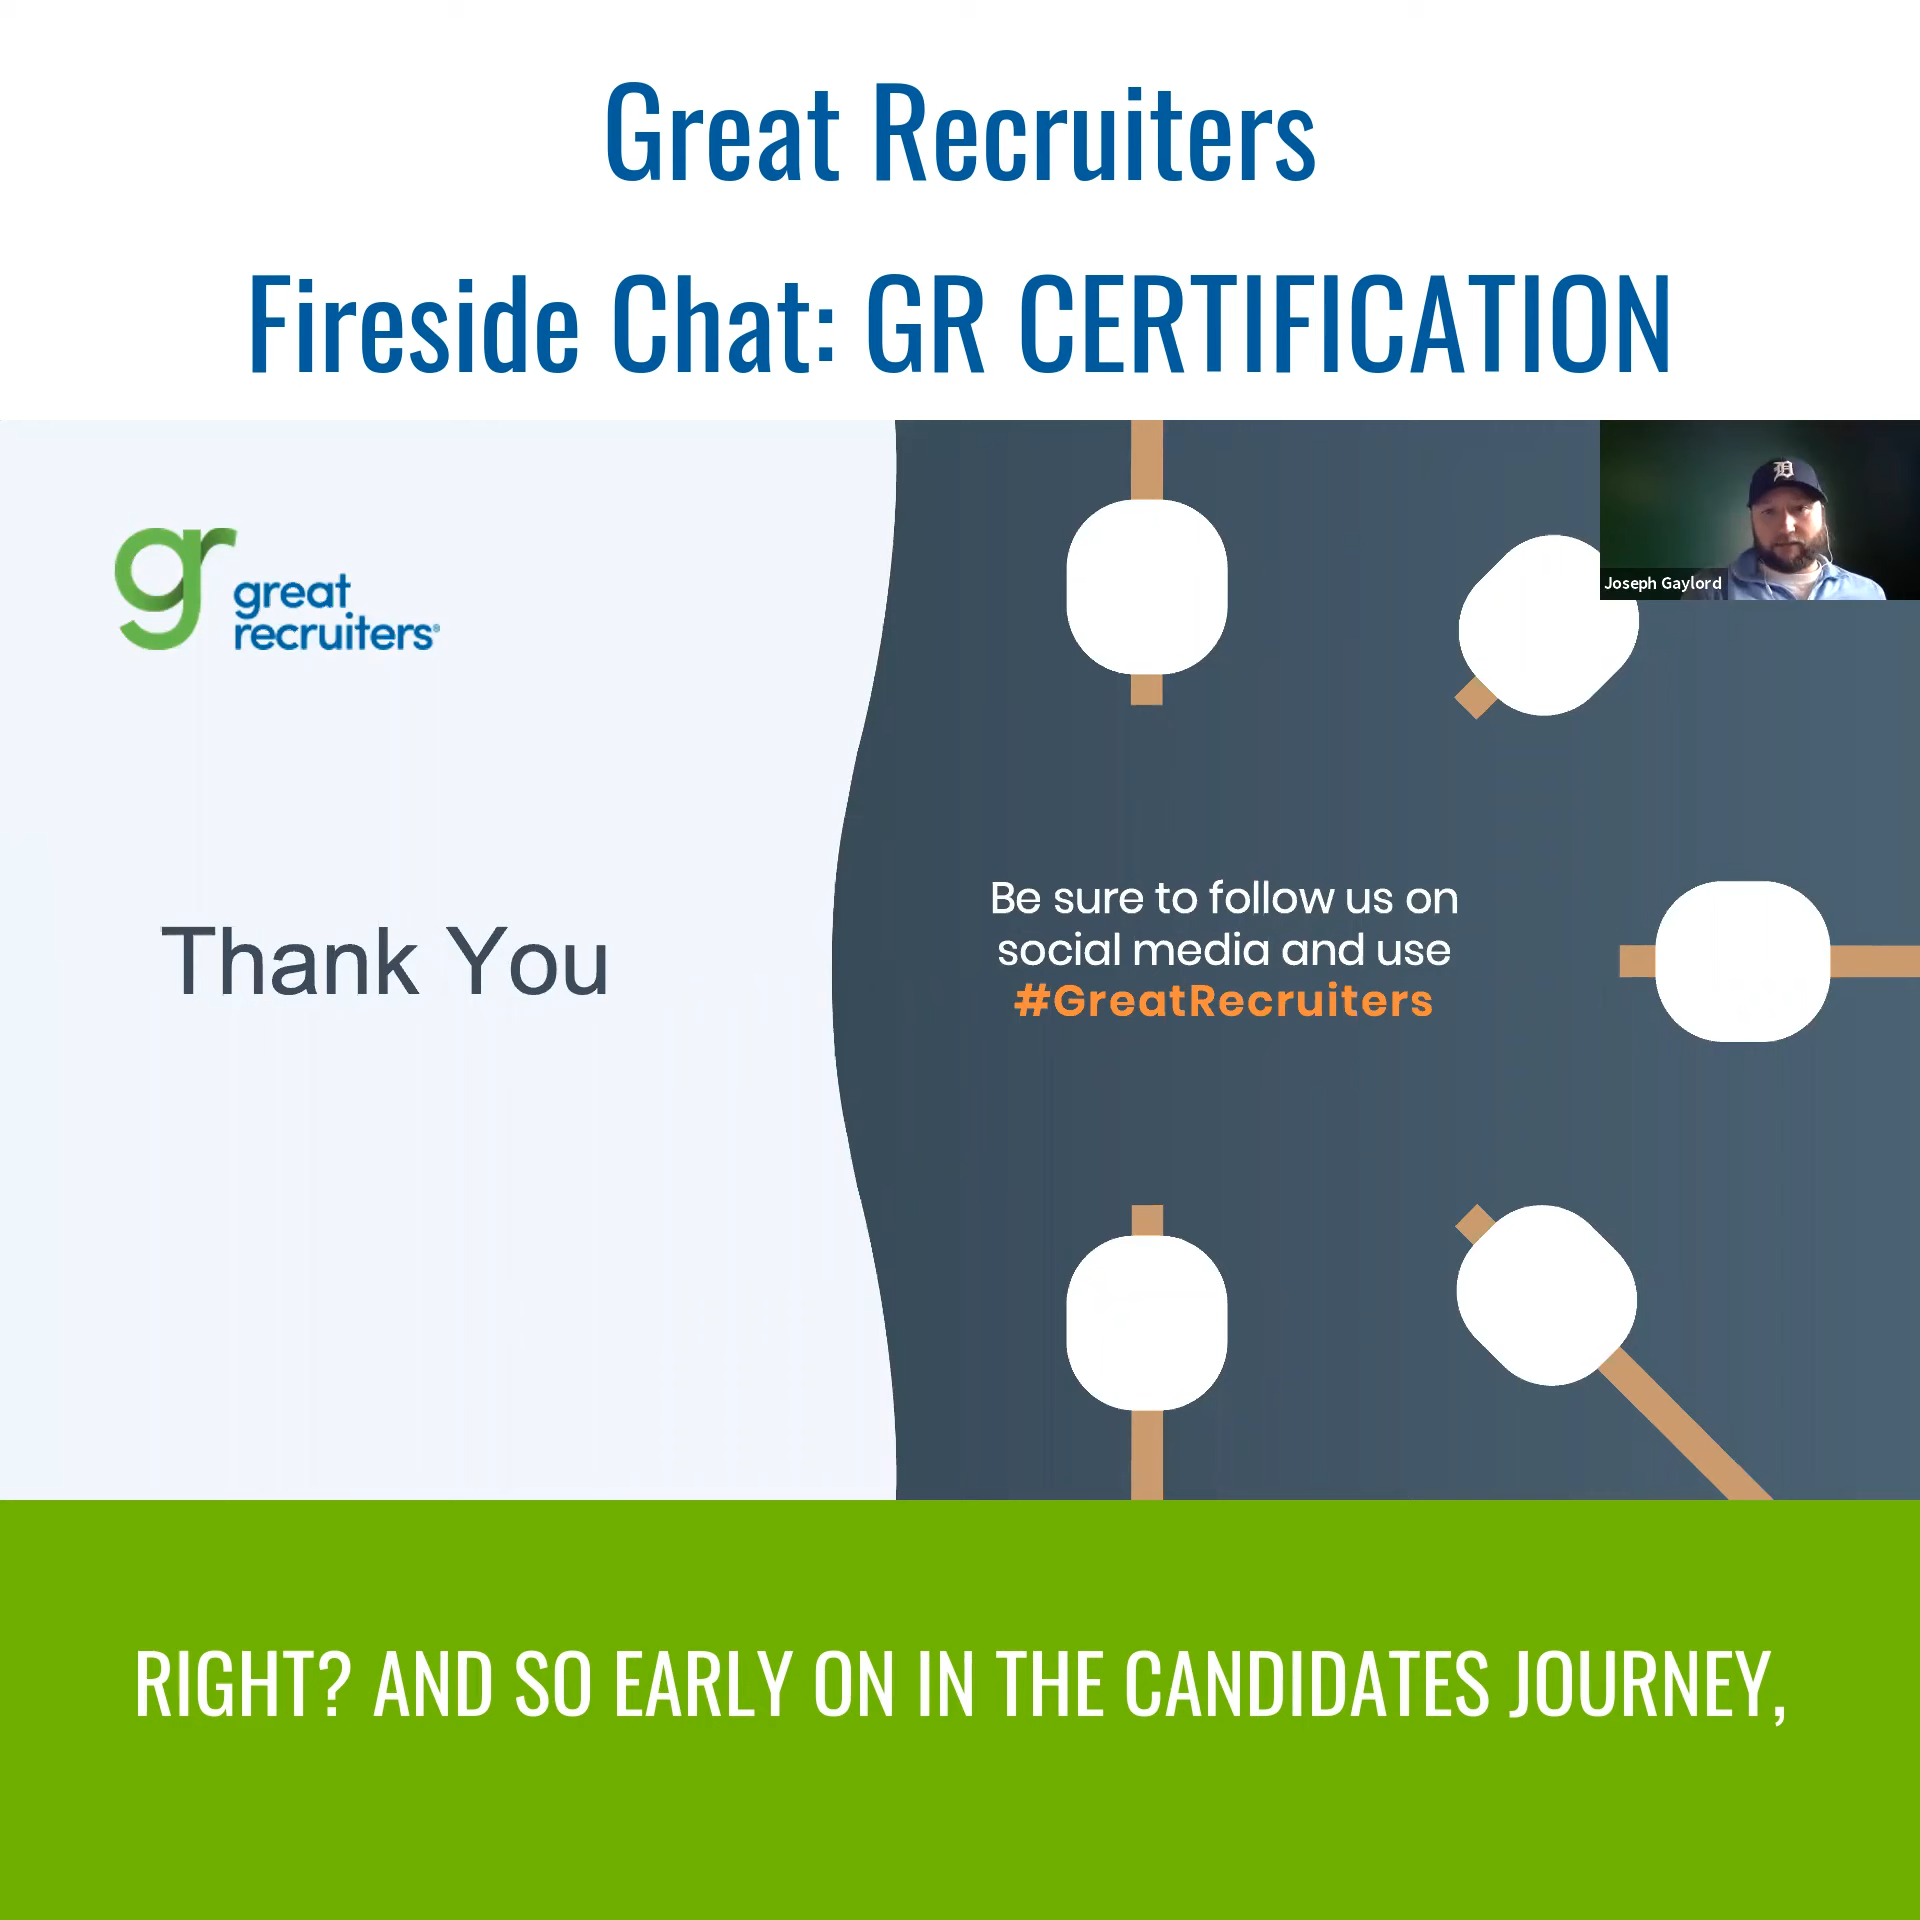 Great Recruiters
Fireside Chat: GR CERTIFICATION
gr great
recruiters®
D
Joseph Gaylord
Thank You
Be sure to follow us on
social media and use
#GreatRecruiters
RIGHT? AND SO EARLY ON IN THE CANDIDATES JOURNEY,